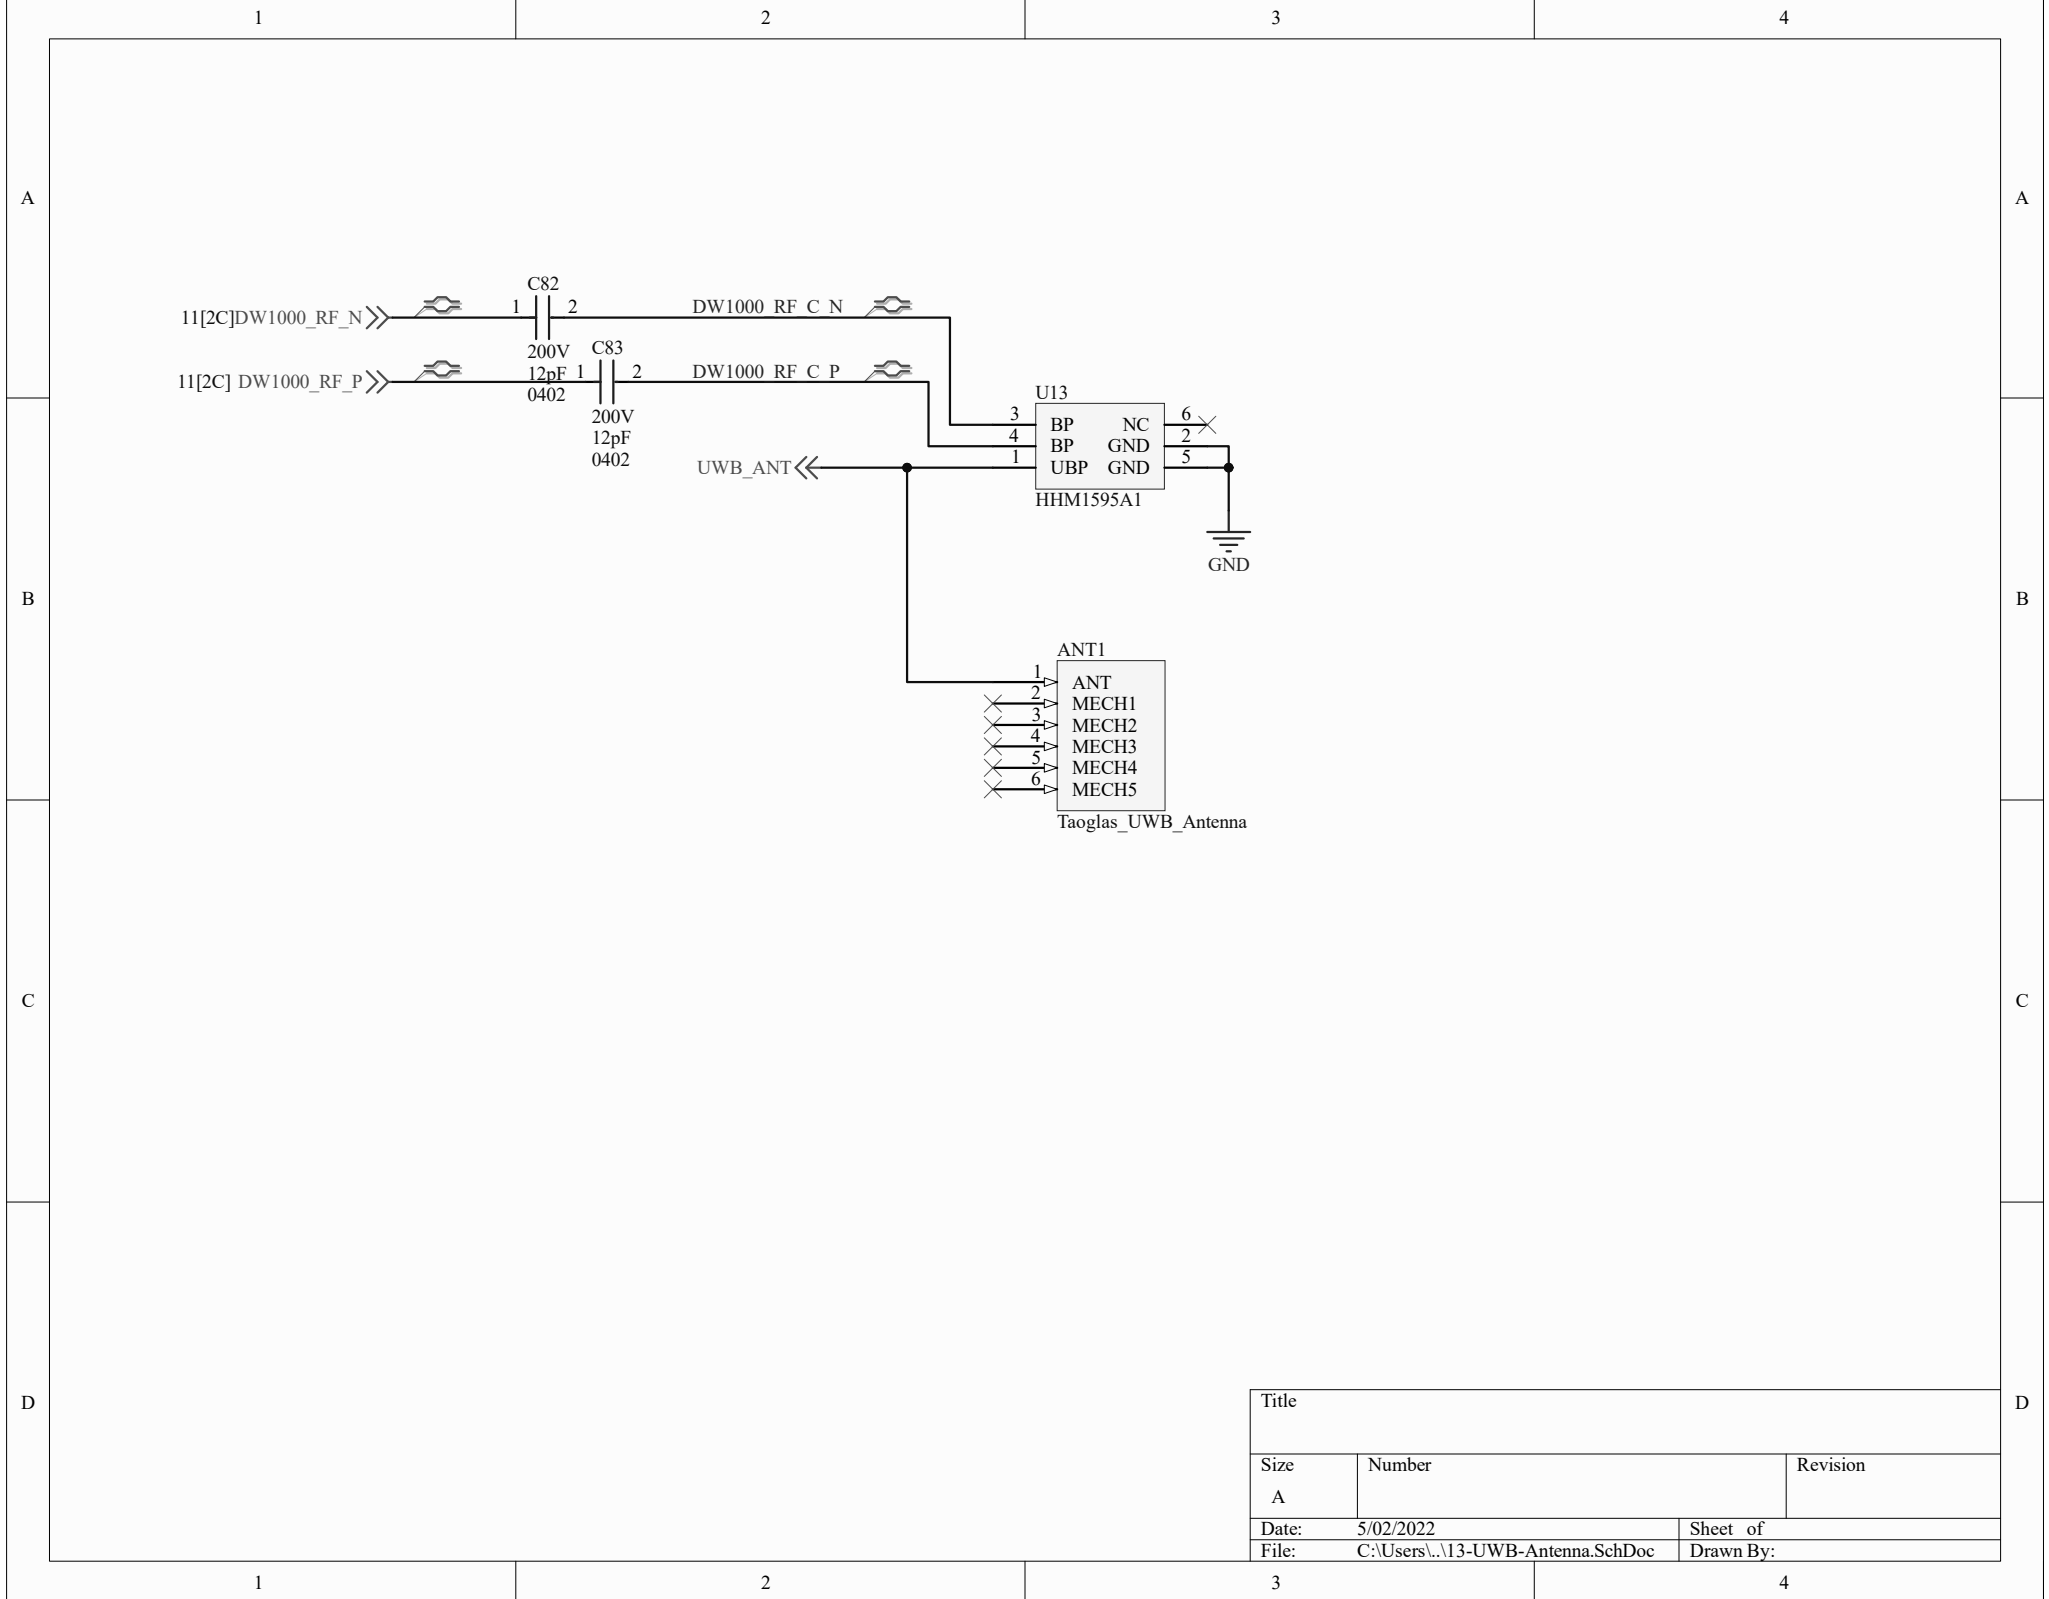 1 2 3 4
A A
C82
11[2C]DW1000_RF_N 1 2 DW1000_RF_C_N
200V
12pF
0402
C83
11[2C] DW1000_RF_P 1 2 DW1000_RF_C_P
200V
12pF
0402
U13
3 BP NC 6
4 BP GND 2
UWB_ANT 1 UBP GND 5
HHM1595A1
GND
B B
ANT1
1 ANT
2 MECH1
3 MECH2
4 MECH3
5 MECH4
6 MECH5
Taoglas_UWB_Antenna
C C
D D
Title
Size Number Revision
A
Date: 5/02/2022 Sheet of
File: C:\Users\..\13-UWB-Antenna.SchDoc Drawn By:
1 2 3 4